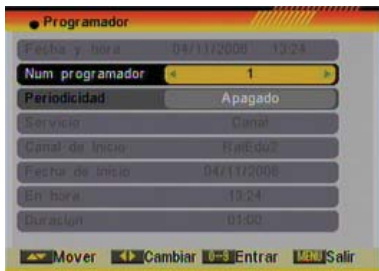 Programador
Fecha y hora 04/11/2008 13:24
Num programador 1
Periodicidad Apagado
Servicio Canal
Canal de Inicio RaiEdu2
Fecha de inicio 04/11/2008
En hora 13:24
Duracion 01:00
Mover Cambiar 0~9 Entrar MENU Salir